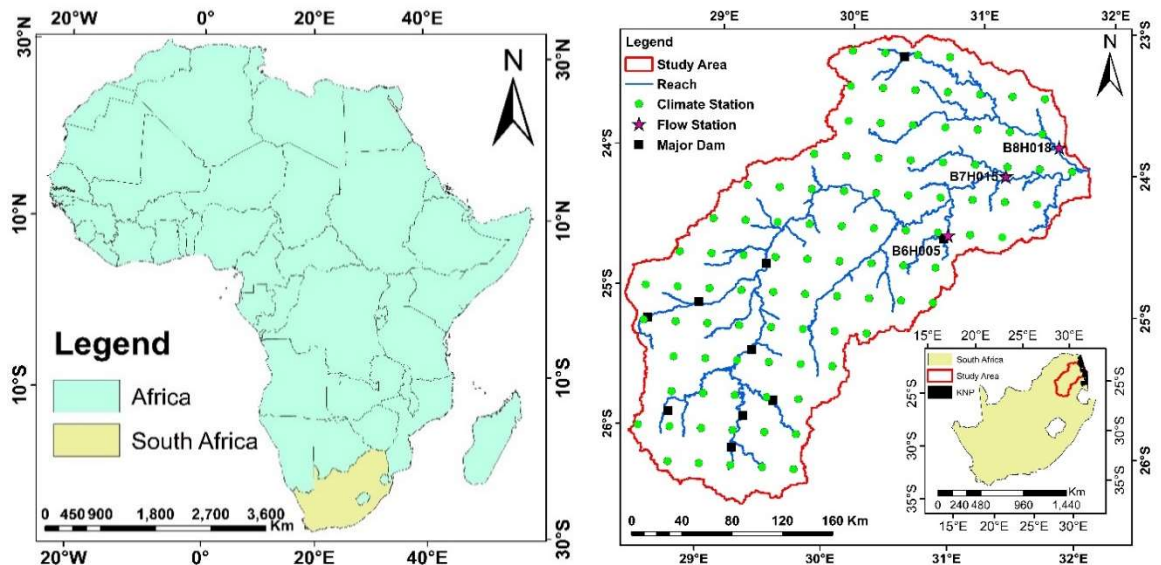 20°W 0° 20°E 40°E
30°N
30°N
N
10°N
10°N
Legend
Africa
South Africa
10°S
10°S
0 450 900 1,800 2,700 3,600
Km
30°S
20°W 0° 20°E 40°E
29°E 30°E 31°E 32°E
23°S
Legend
Study Area
Reach
Climate Station
Flow Station
Major Dam
N
24°S
24°S
B8H018
B7H015
B6H005
25°S
25°S
26°S
26°S
0 20 40 80 120 160 Km
29°E 30°E 31°E 32°E
15°E 20°E 25°E 30°E
South Africa
Study Area
KNP
25°S
25°S
30°S
30°S
35°S
35°S
Km
0 240 480 960 1,440
15°E 20°E 25°E 30°E